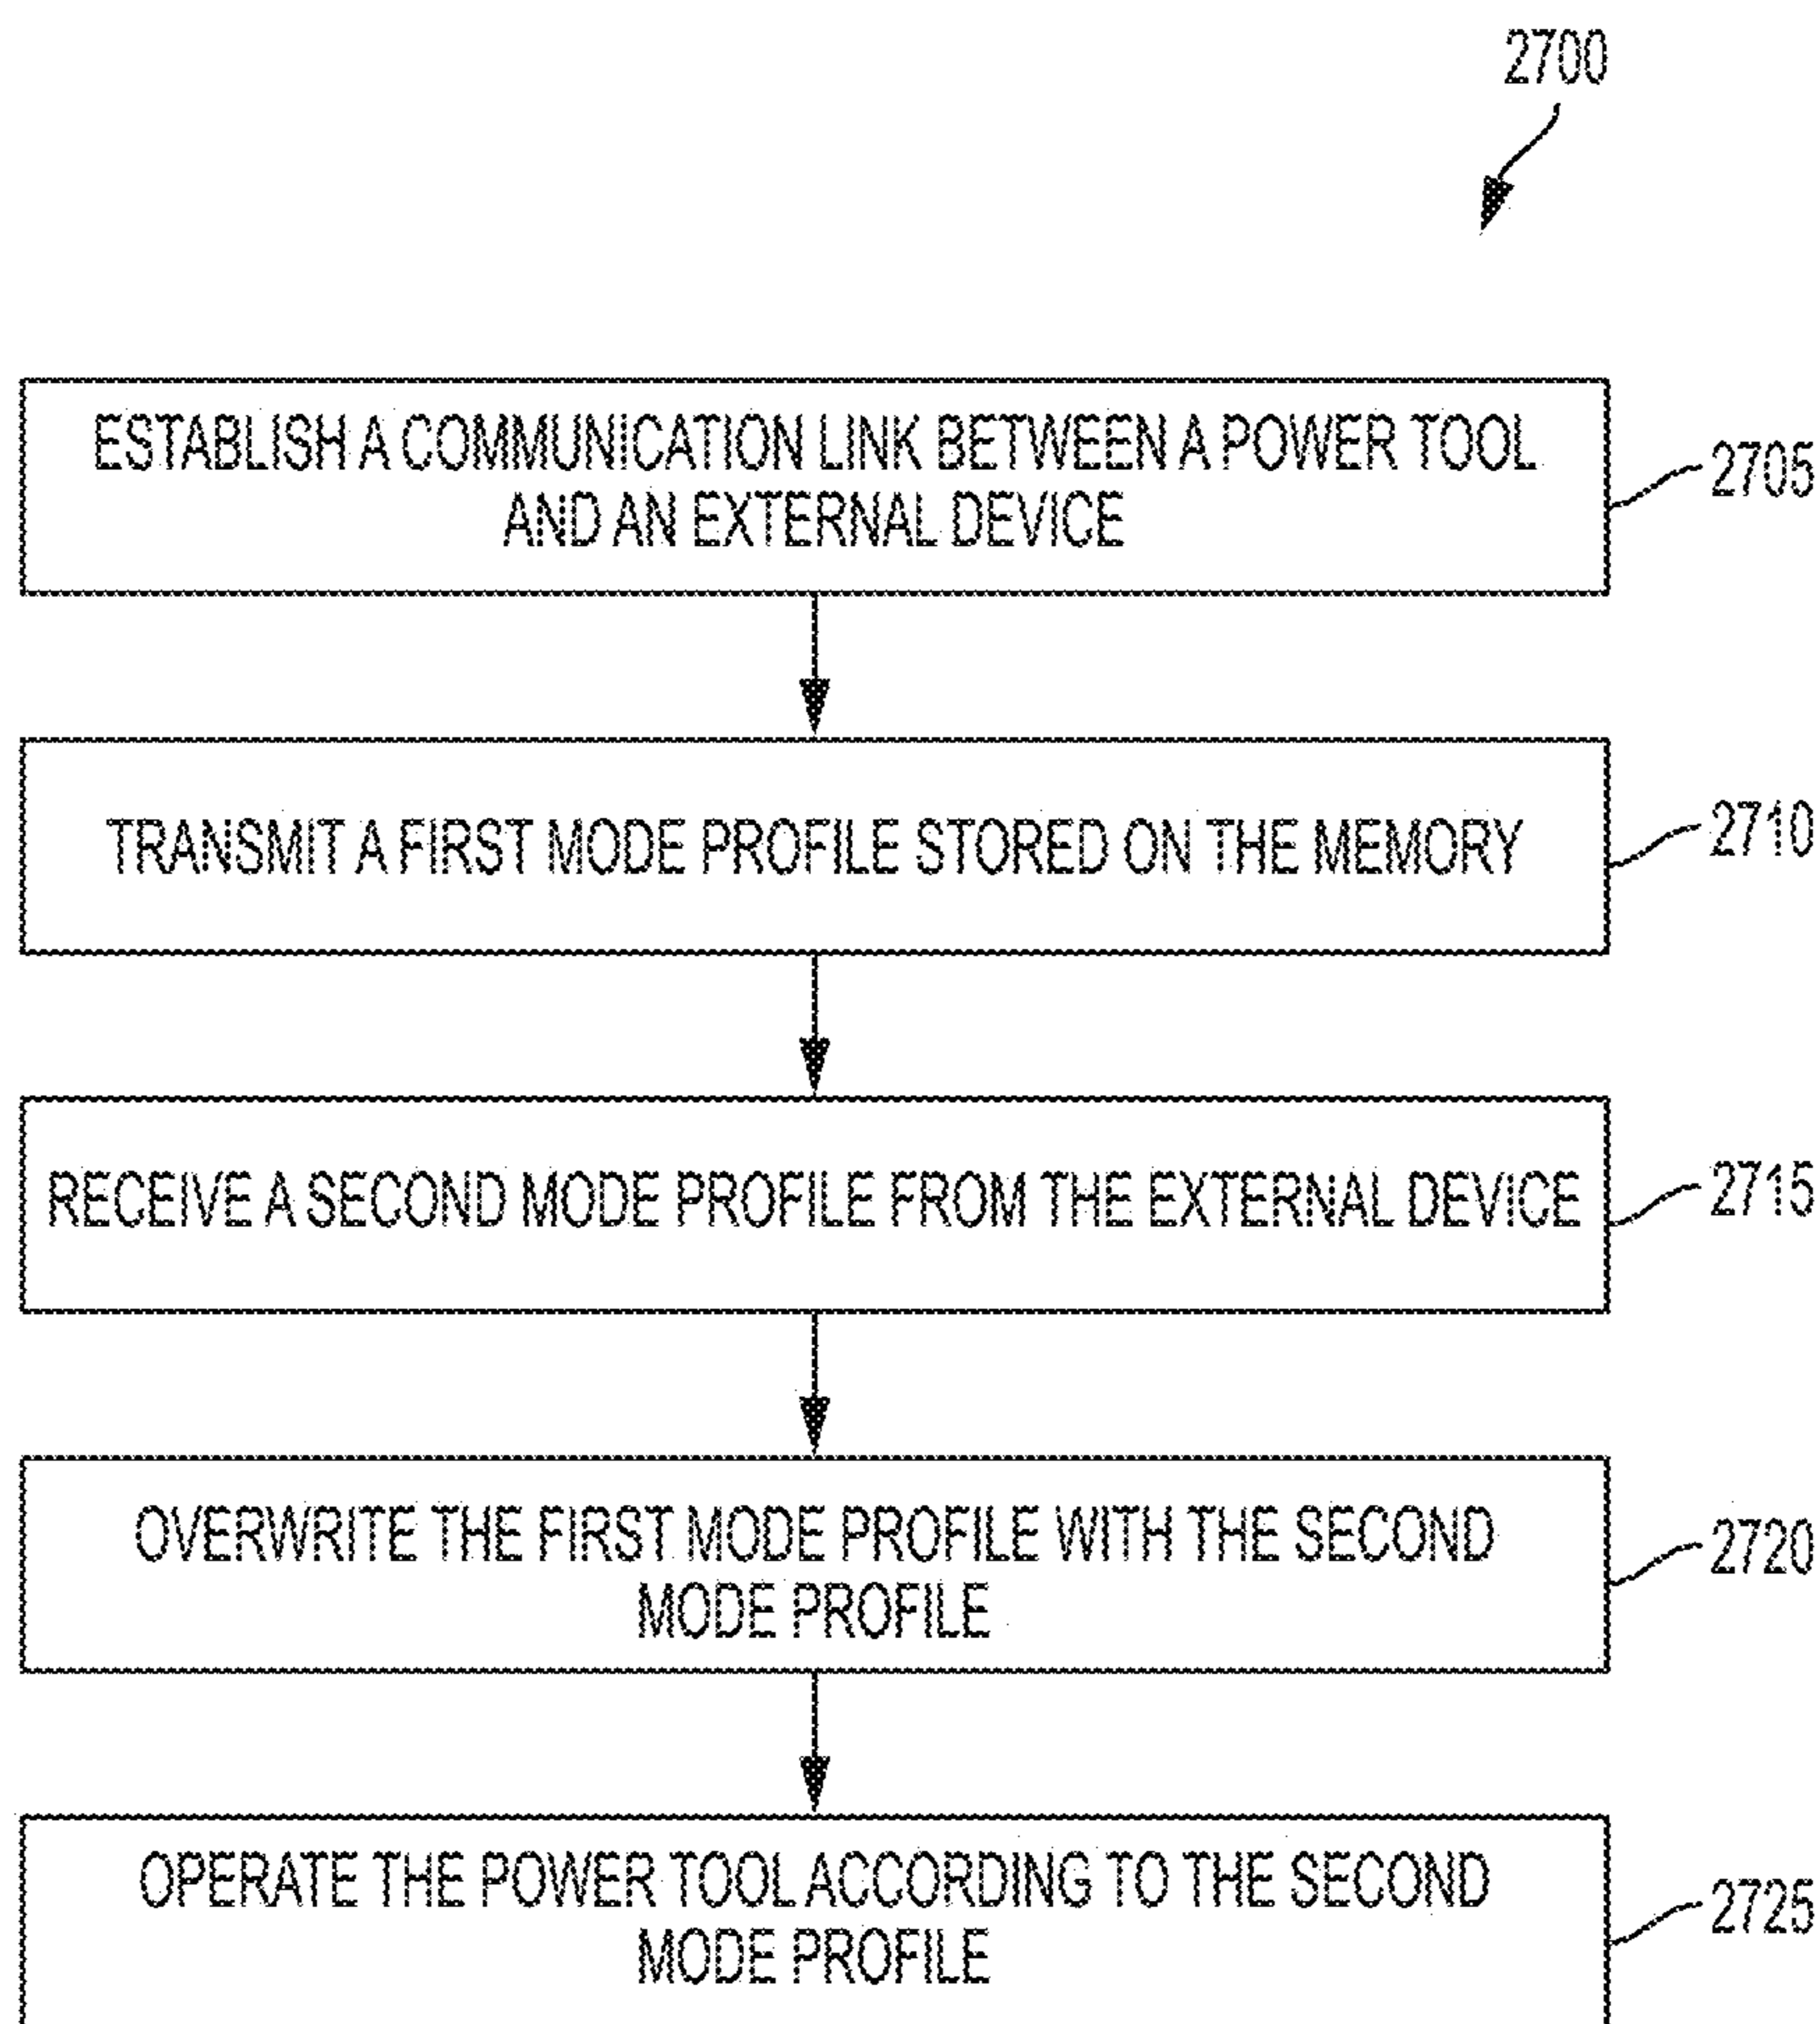 2700
ESTABLISH A COMMUNICATION LINK BETWEEN A POWER TOOL
AND AN EXTERNAL DEVICE
2705
TRANSMIT A FIRST MODE PROFILE STORED ON THE MEMORY
2710
RECEIVE A SECOND MODE PROFILE FROM THE EXTERNAL DEVICE
2715
OVERWRITE THE FIRST MODE PROFILE WITH THE SECOND
MODE PROFILE
2720
OPERATE THE POWER TOOL ACCORDING TO THE SECOND
MODE PROFILE
2725